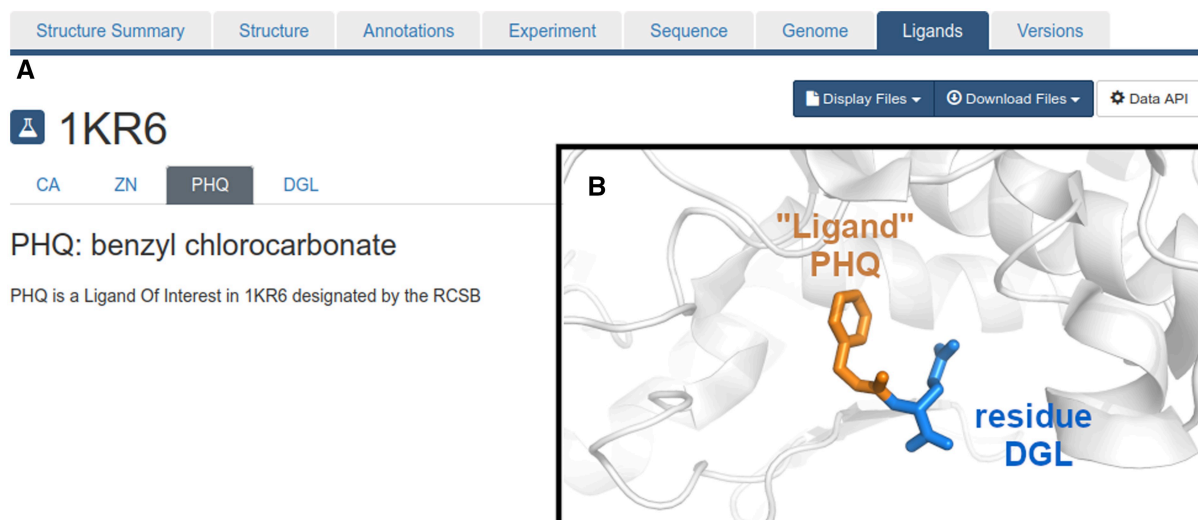 Structure Summary Structure Annotations Experiment Sequence Genome Ligands Versions
A
Display Files Download Files Data API
1KR6
CA ZN PHQ DGL
PHQ: benzyl chlorocarbonate
PHQ is a Ligand Of Interest in 1KR6 designated by the RCSB
B
"Ligand"
PHQ
residue
DGL